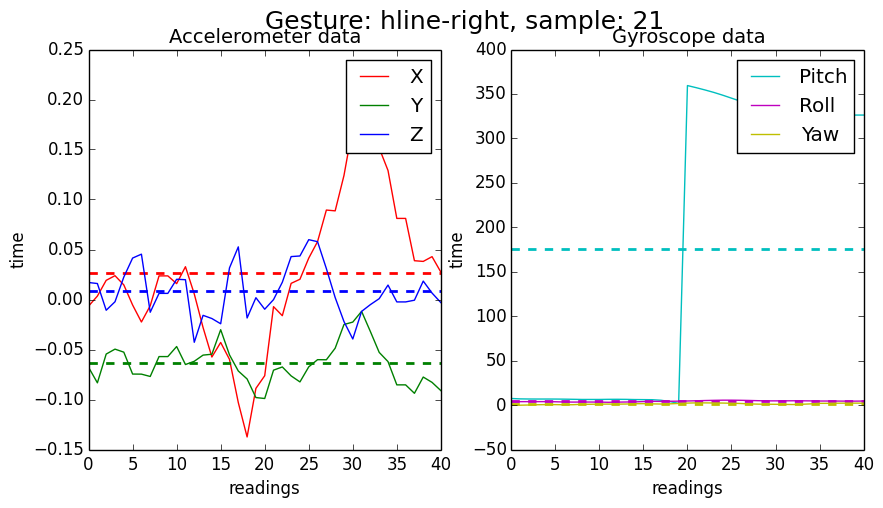 Gesture: hline-right, sample: 21
Accelerometer data
0.25
0.20
0.15
0.10
0.05
0.00
−0.05
−0.10
−0.15
0 5 10 15 20 25 30 35 40
time
readings
X
Y
Z
Gyroscope data
400
350
300
250
200
150
100
50
0
−50
0 5 10 15 20 25 30 35 40
time
readings
Pitch
Roll
Yaw